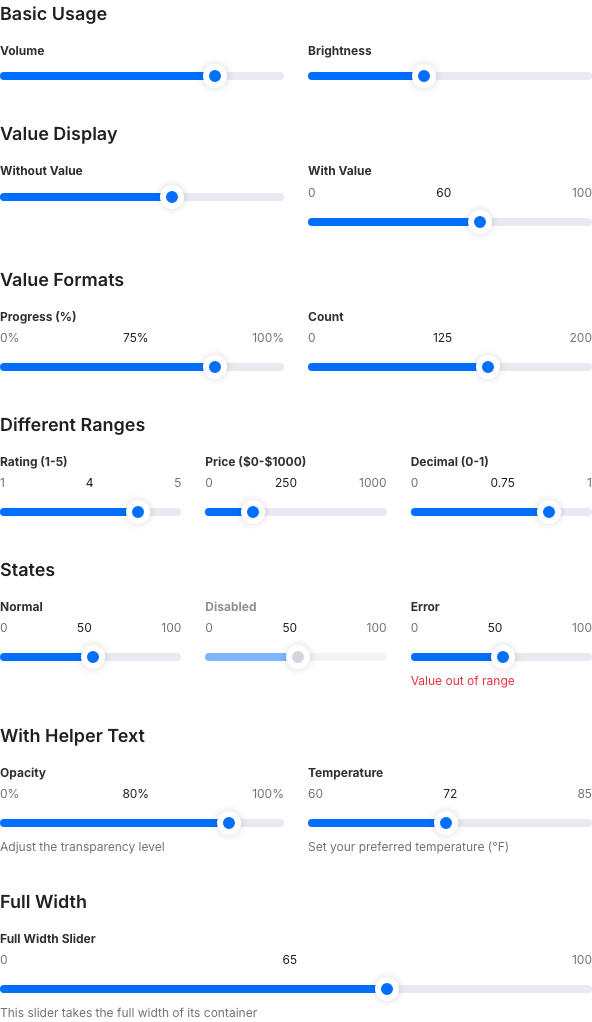 Basic Usage
Volume Brightness
Value Display
Without Value With Value
0 60 100
Value Formats
Progress (%) Count
0% 75% 100% 0 125 200
Different Ranges
Rating (1-5) Price ($0-$1000) Decimal (0-1)
1 4 5 0 250 1000 0 0.75 1
States
Normal Disabled Error
0 50 100 0 50 100 0 50 100
Value out of range
With Helper Text
Opacity Temperature
0% 80% 100% 60 72 85
Adjust the transparency level Set your preferred temperature (°F)
Full Width
Full Width Slider
0 65 100
This slider takes the full width of its container